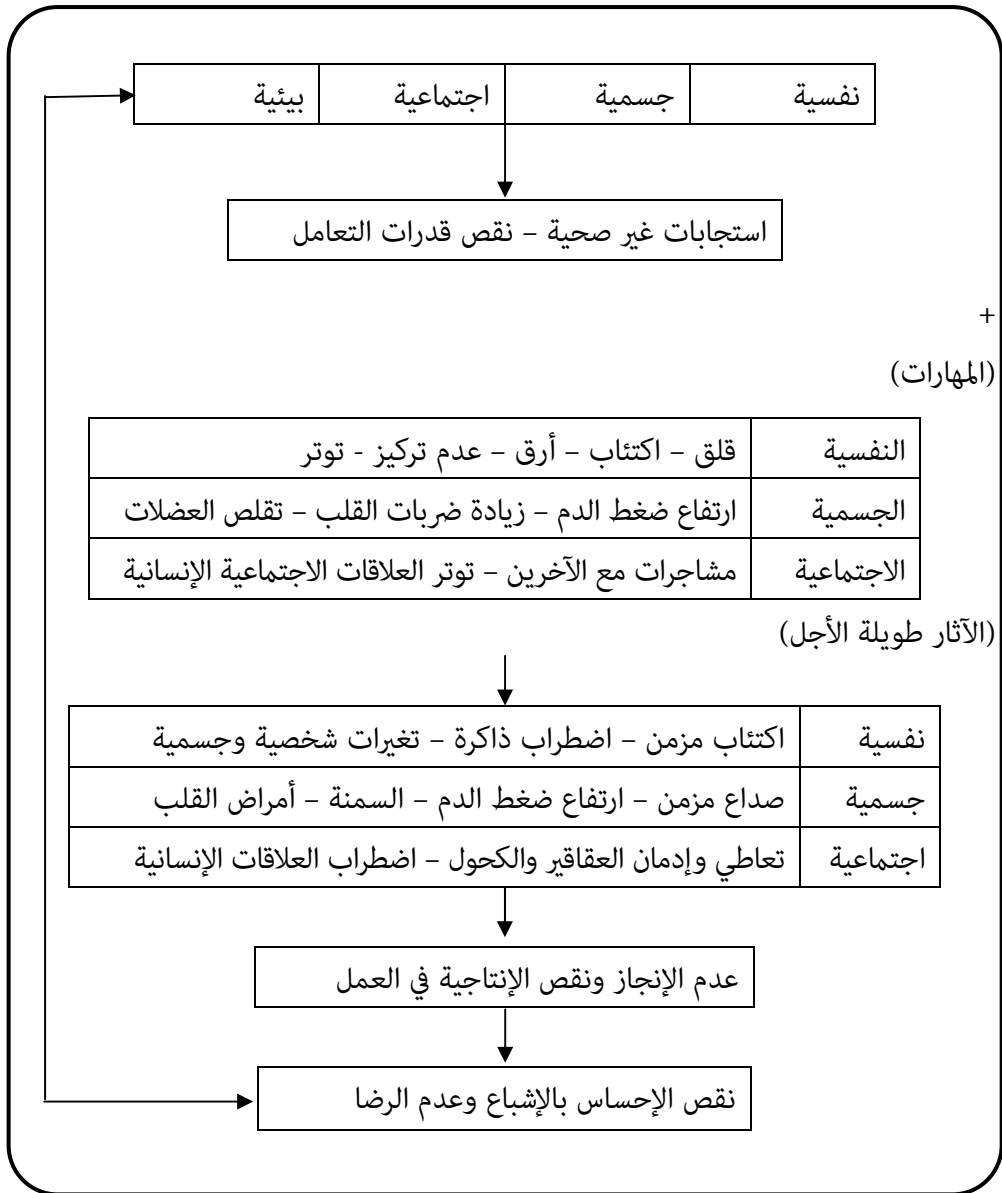 نفسية جسمية اجتماعية بيئية
استجابات غير صحية – نقص قدرات التعامل
+
(المهارات)
النفسية قلق – اكتئاب – أرق – عدم تركيز - توتر
الجسمية ارتفاع ضغط الدم – زيادة ضربات القلب – تقلص العضلات
الاجتماعية مشاجرات مع الآخرين – توتر العلاقات الاجتماعية الإنسانية
(الآثار طويلة الأجل)
نفسية اكتئاب مزمن – اضطراب ذاكرة – تغيرات شخصية وجسمية
جسمية صداع مزمن – ارتفاع ضغط الدم – السمنة – أمراض القلب
اجتماعية تعاطي وإدمان العقاقير والكحول – اضطراب العلاقات الإنسانية
عدم الإنجاز ونقص الإنتاجية في العمل
نقص الإحساس بالإشباع وعدم الرضا